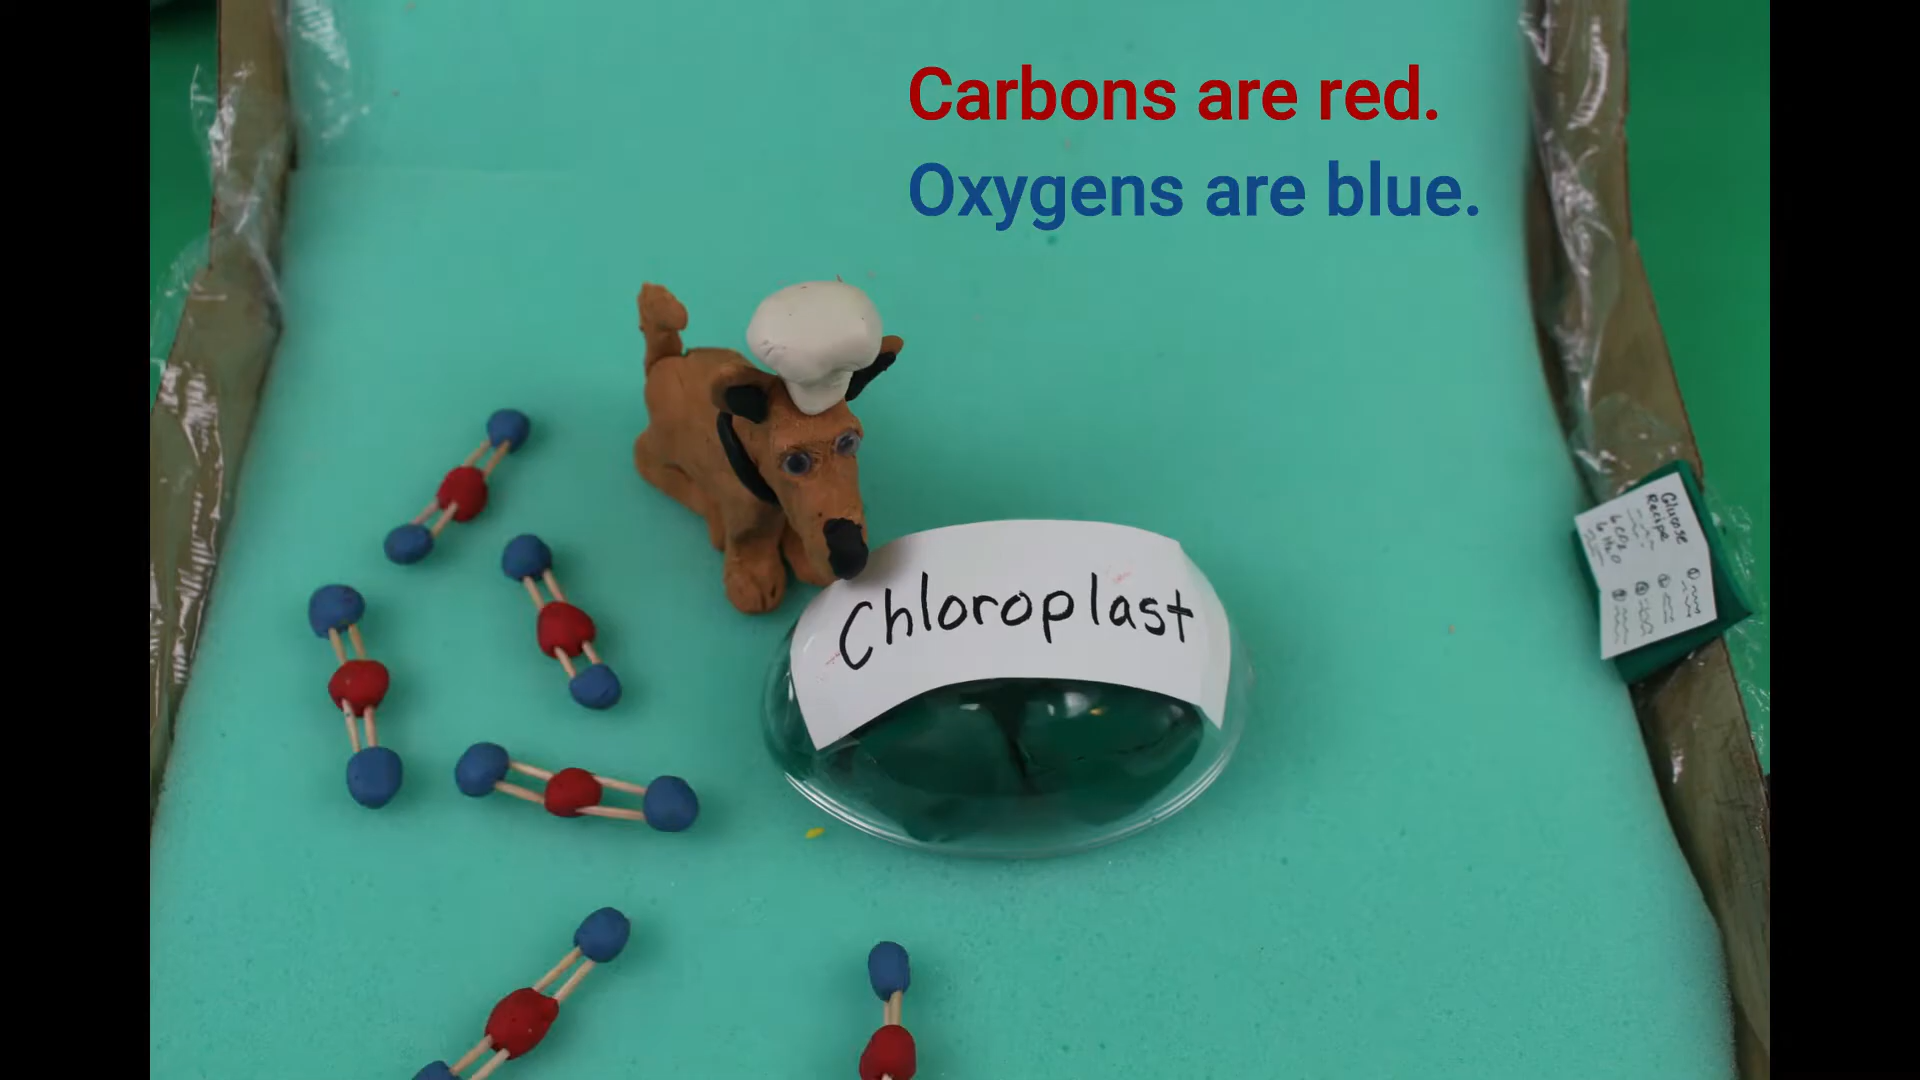 Carbons are red.
Oxygens are blue.
Chloroplast
Glucose
Recipe
6 CO2
6 H2O